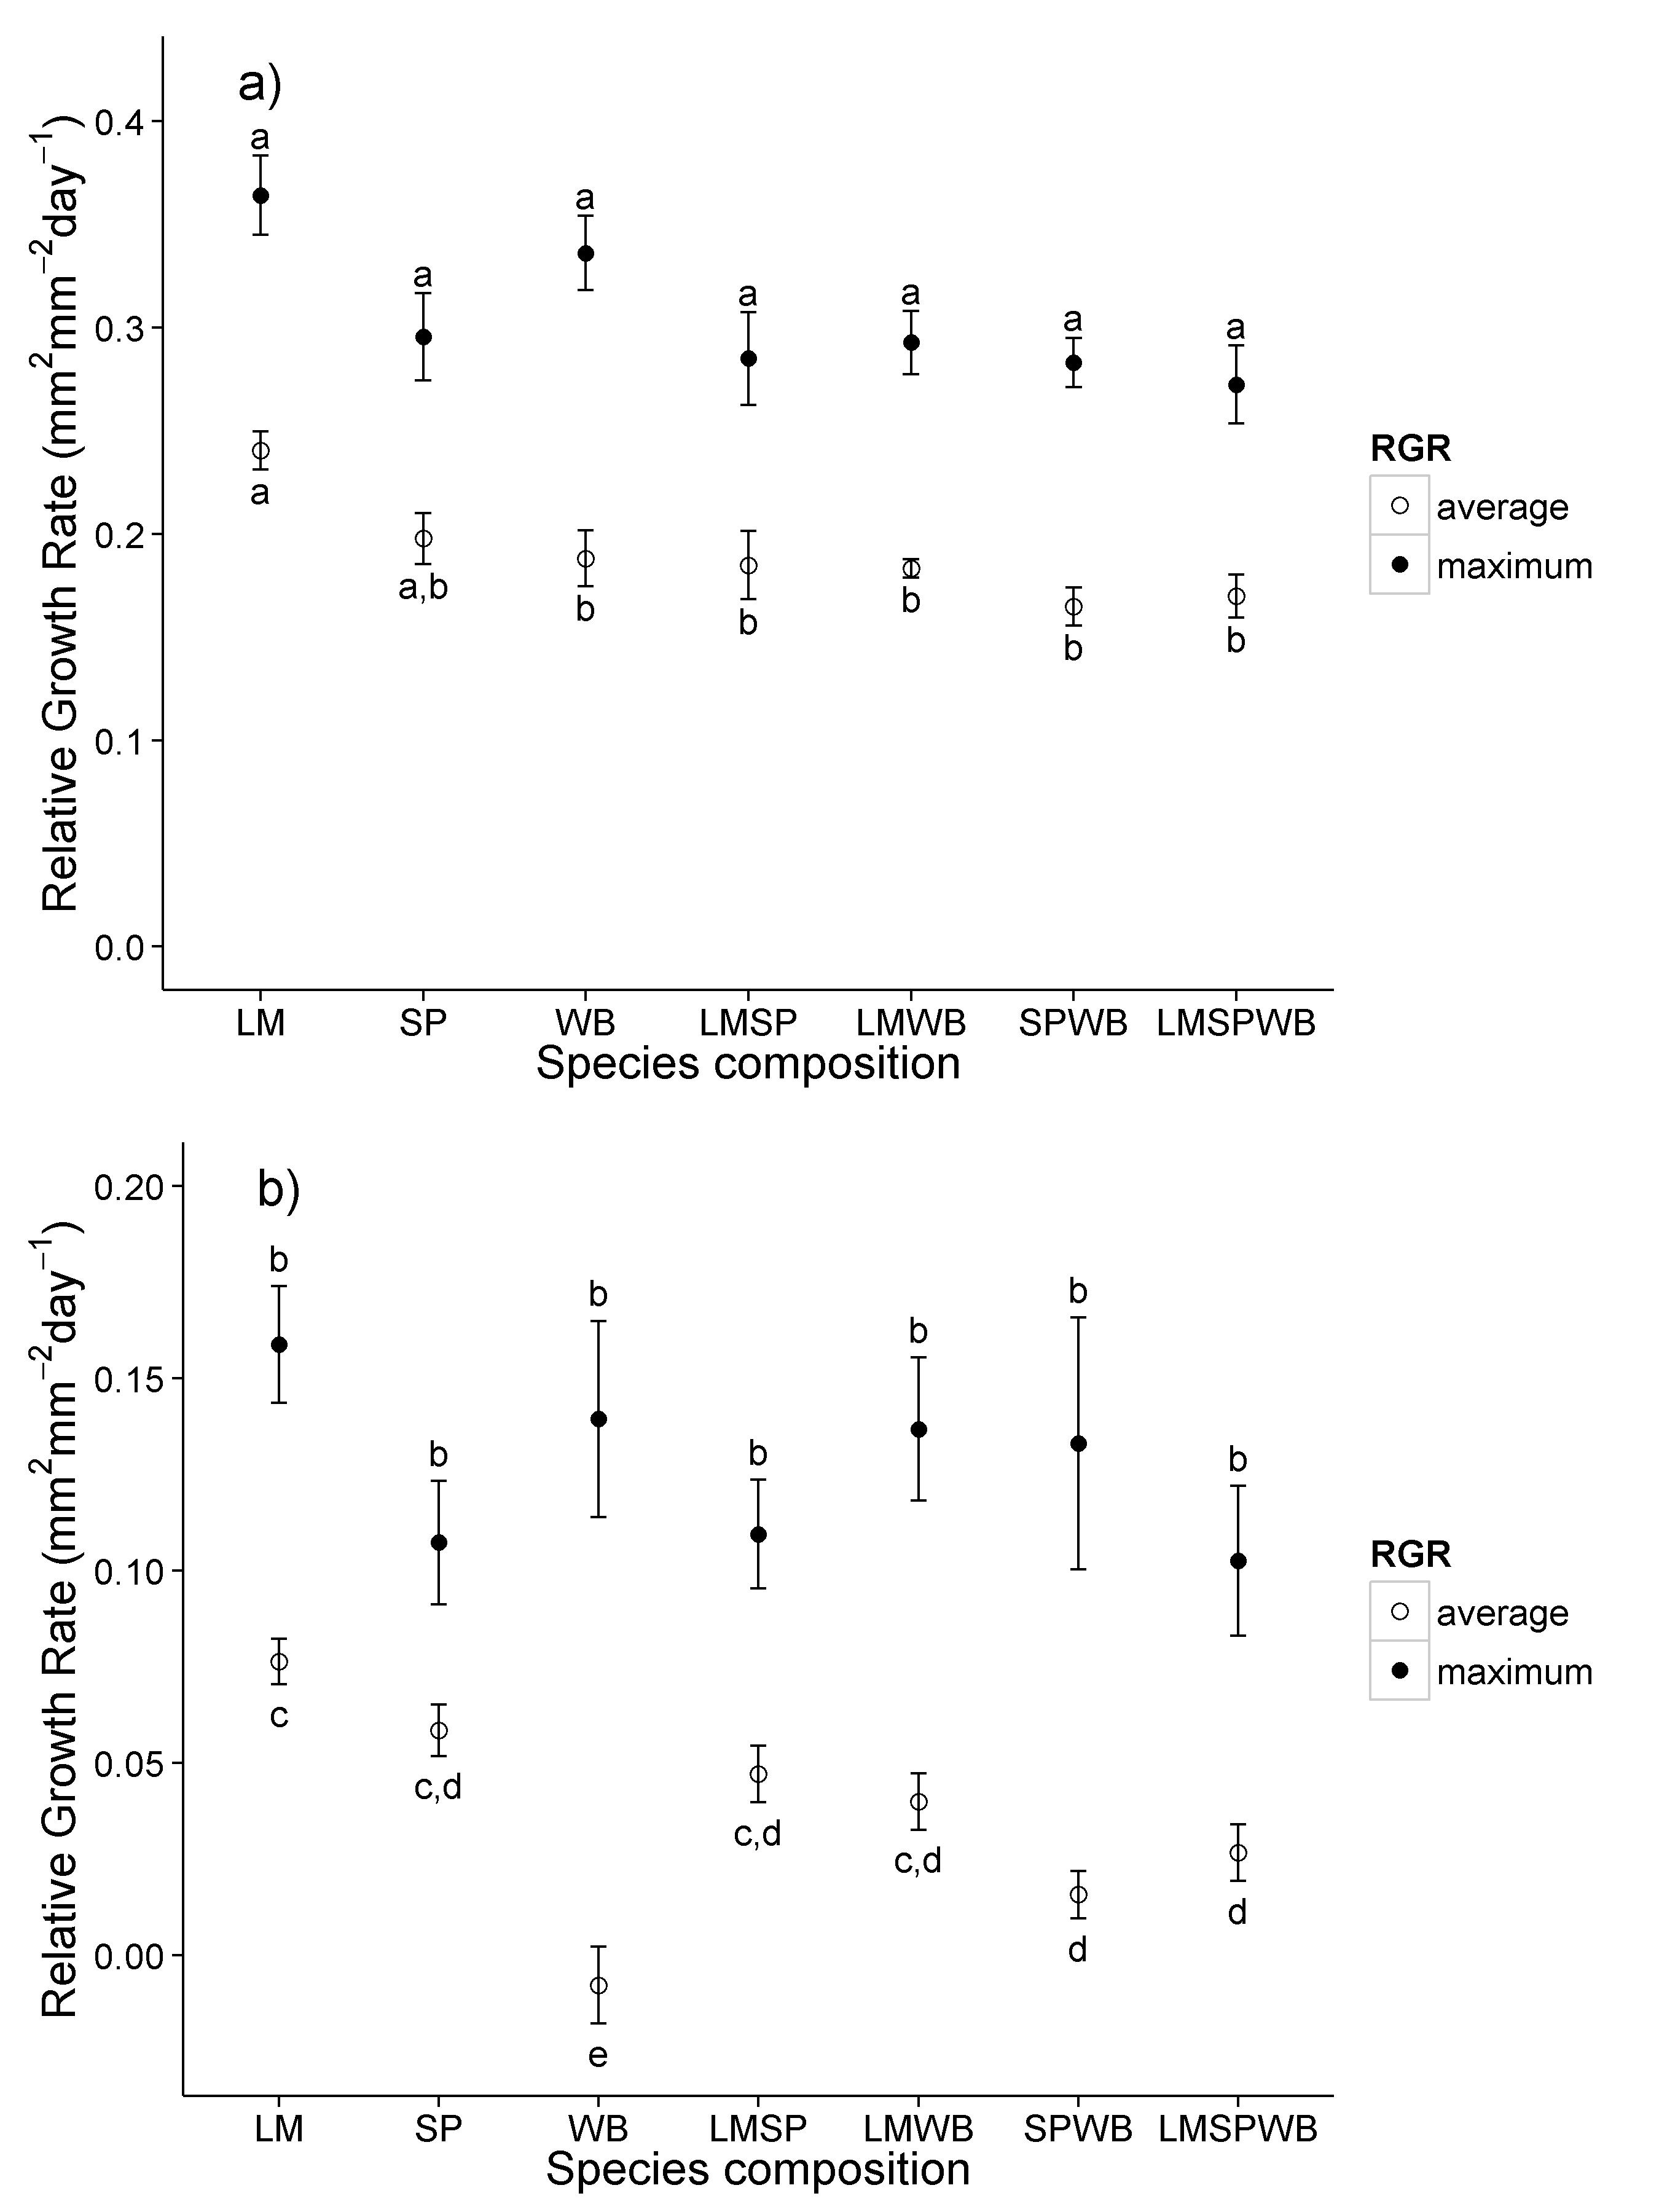 a)
Relative Growth Rate (mm²mm⁻²day⁻¹)
0.4
0.3
0.2
0.1
0.0
a
a
a
a
a
a
a
a
a,b
b
b
b
b
b
LM SP WB LMSP LMWB SPWB LMSPWB
Species composition
RGR
average
maximum
b)
Relative Growth Rate (mm²mm⁻²day⁻¹)
0.20
0.15
0.10
0.05
0.00
b
b
b
b
b
b
b
c
c,d
e
c,d
c,d
d
d
LM SP WB LMSP LMWB SPWB LMSPWB
Species composition
RGR
average
maximum